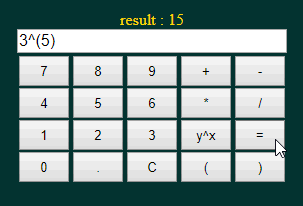 result : 15
3^(5)
7 8 9 + -
4 5 6 * /
1 2 3 y^x =
0 . C ( )